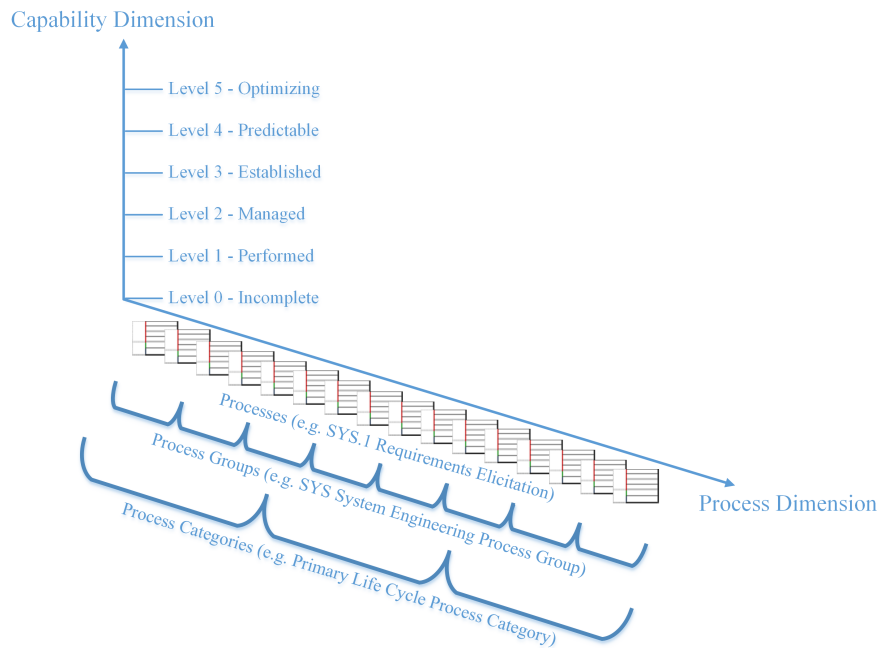 Capability Dimension
Level 5 - Optimizing
Level 4 - Predictable
Level 3 - Established
Level 2 - Managed
Level 1 - Performed
Level 0 - Incomplete
Processes (e.g. SYS.1 Requirements Elicitation)
Process Groups (e.g. SYS System Engineering Process Group)
Process Categories (e.g. Primary Life Cycle Process Category)
Process Dimension